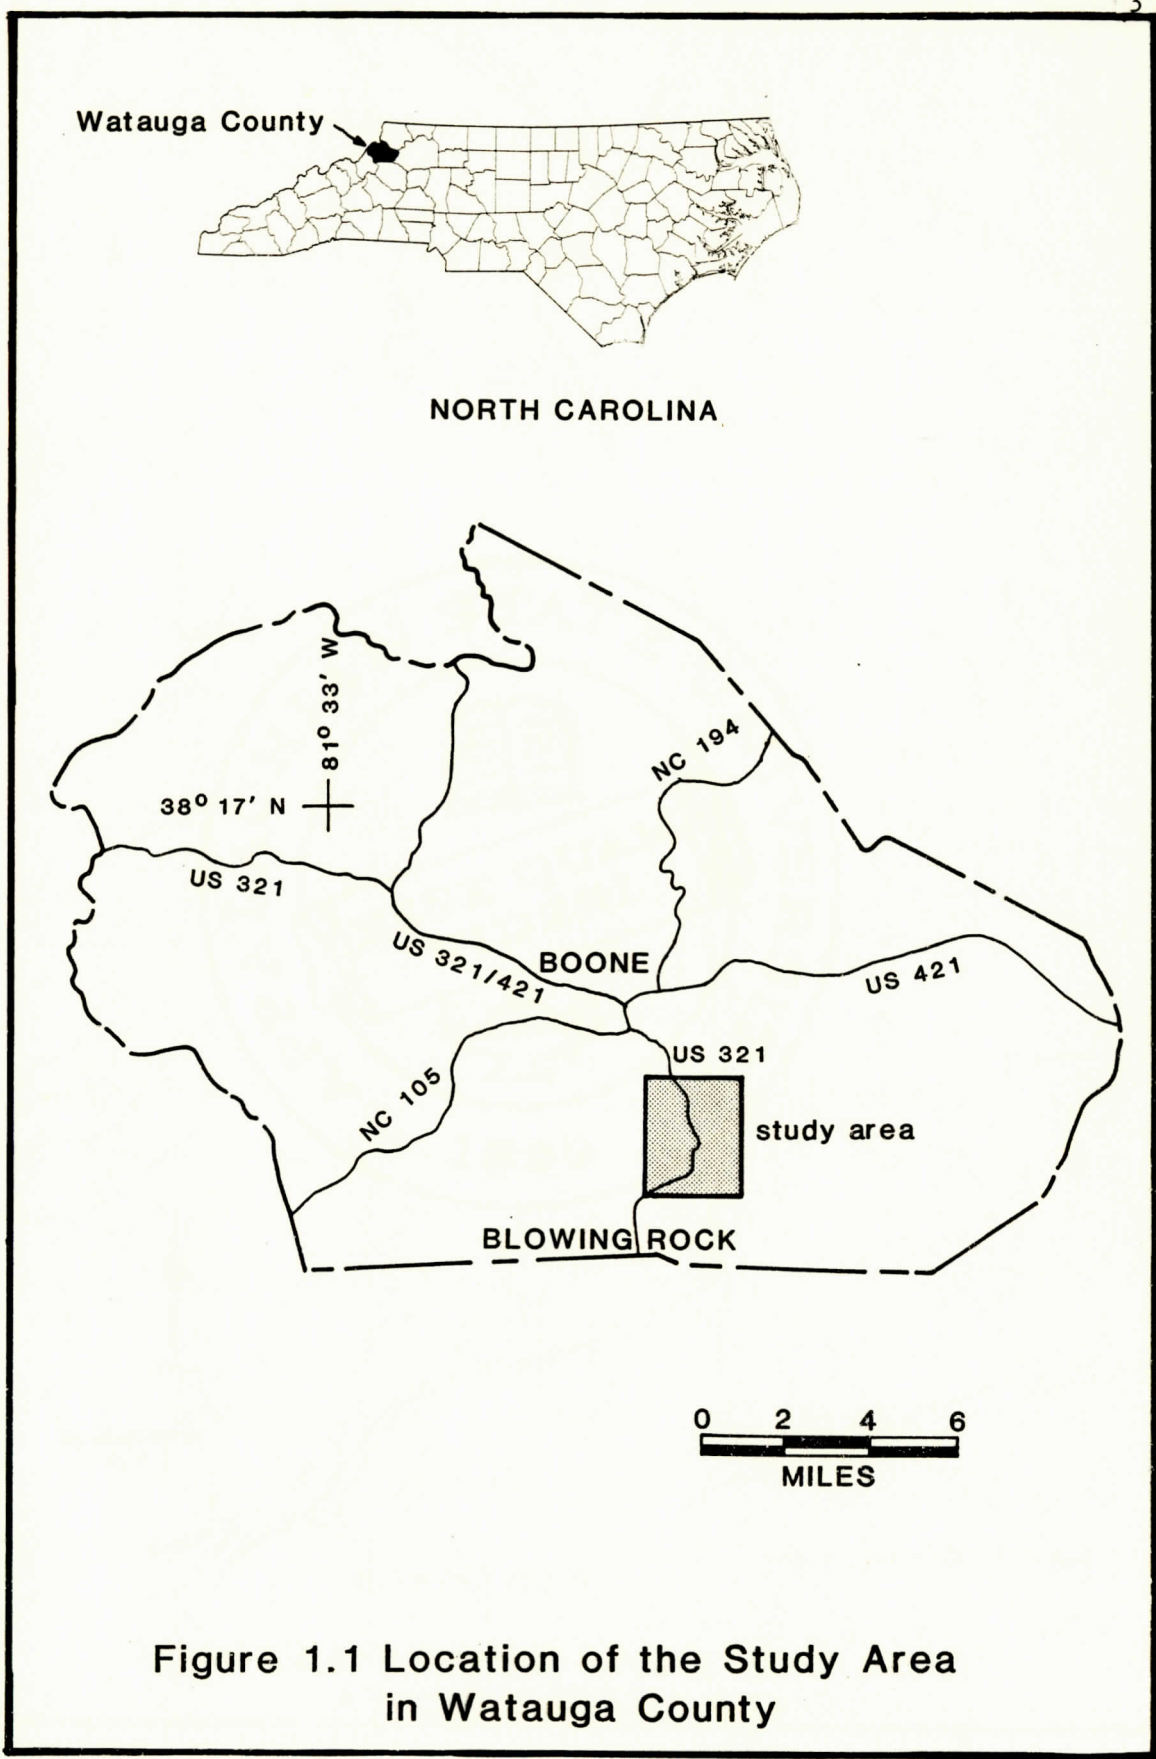 3
Watauga County
NORTH CAROLINA
81° 33' W
NC 194
38° 17' N
US 321
US 321/421
BOONE
US 421
US 321
NC 105
study area
BLOWING ROCK
0 2 4 6
MILES
Figure 1.1 Location of the Study Area
in Watauga County